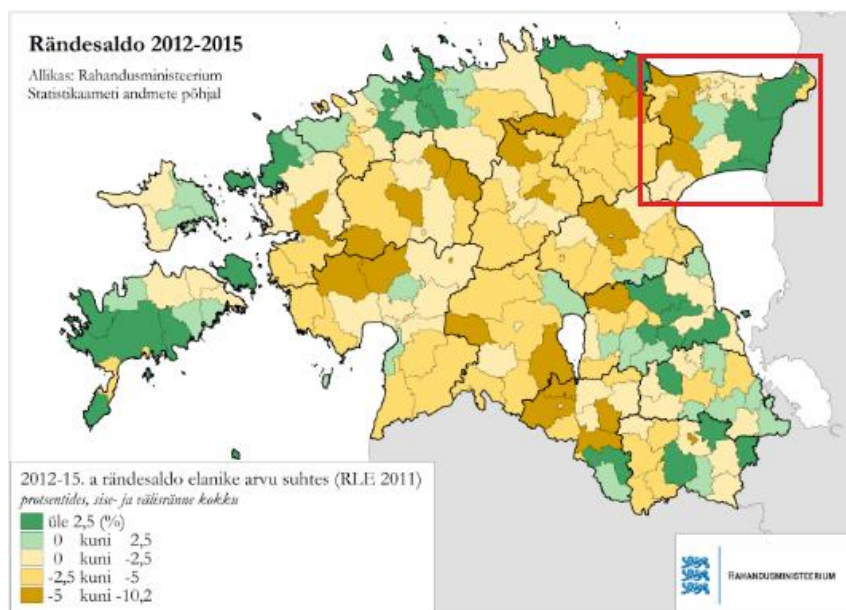 Rändesaldo 2012-2015
Allikas: Rahandusministeerium
Statistikaameti andmete põhjal
2012-15. a rändesaldo elanike arvu suhtes (RLE 2011)
protsentides, sise- ja välisränne kokku
üle 2,5 (%)
0 kuni 2,5
0 kuni -2,5
-2,5 kuni -5
-5 kuni -10,2
RAHANDUSMINISTEERIUM